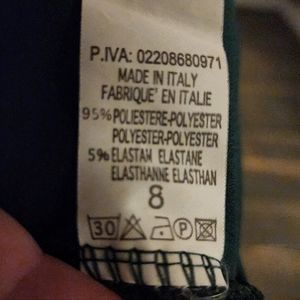 P.IVA: 02208680971
MADE IN ITALY
FABRIQUE' EN ITALIE
95% POLIESTERE-POLYESTER
POLYESTER-POLYESTER
5% ELASTAM ELASTANE
ELASTHANNE ELASTHAN
8
30 P